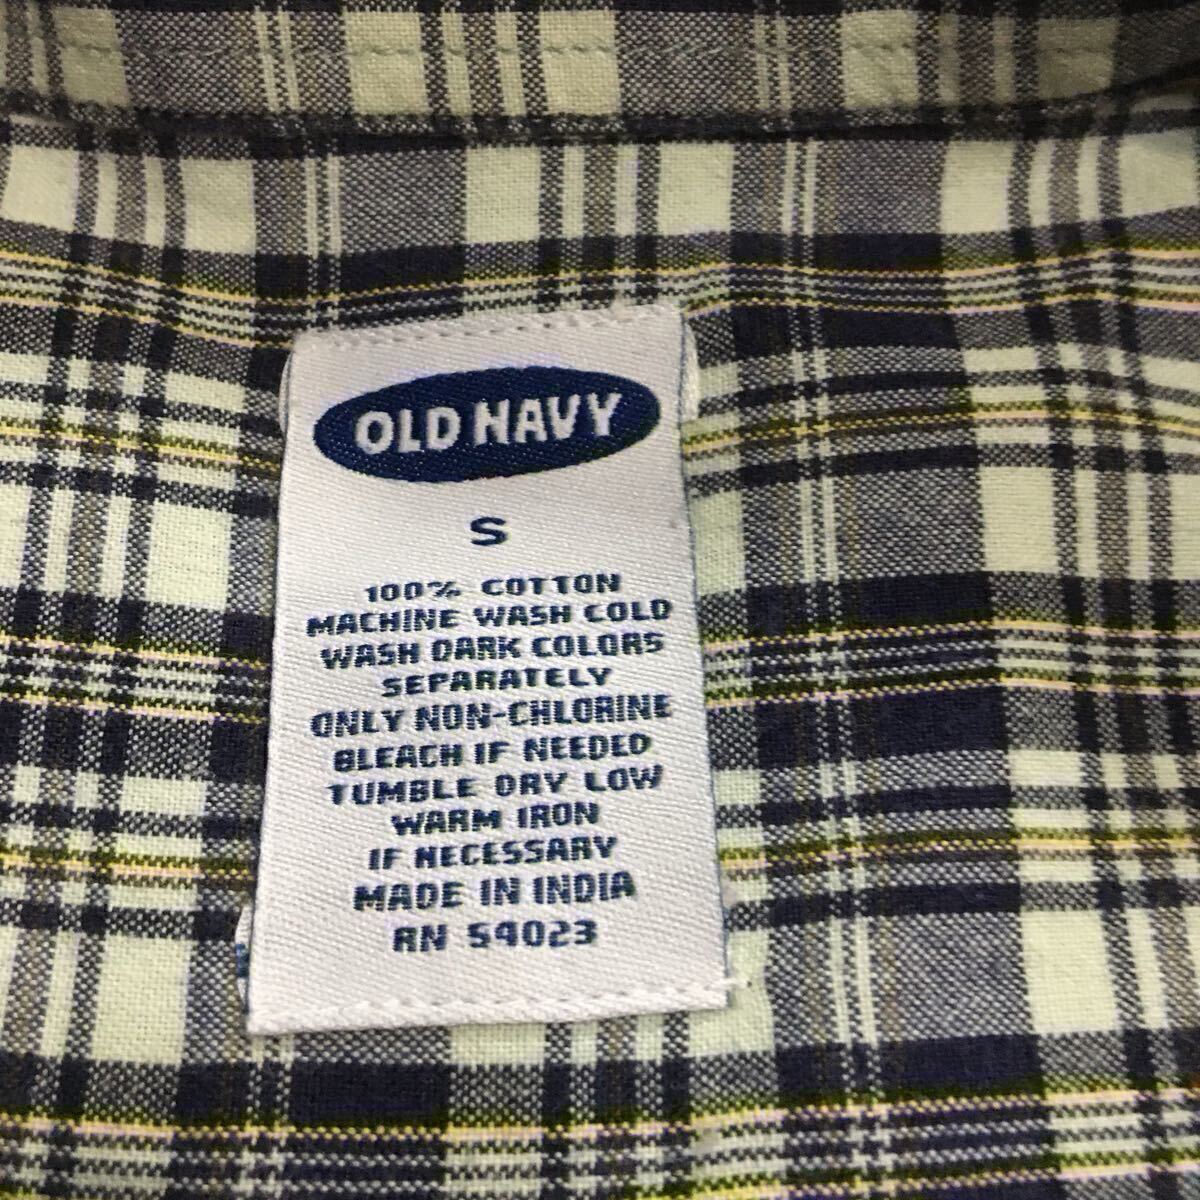 OLD NAVY
S
100% COTTON
MACHINE WASH COLD
WASH DARK COLORS
SEPARATELY
ONLY NON-CHLORINE
BLEACH IF NEEDED
TUMBLE DRY LOW
WARM IRON
IF NECESSARY
MADE IN INDIA
RN 54023